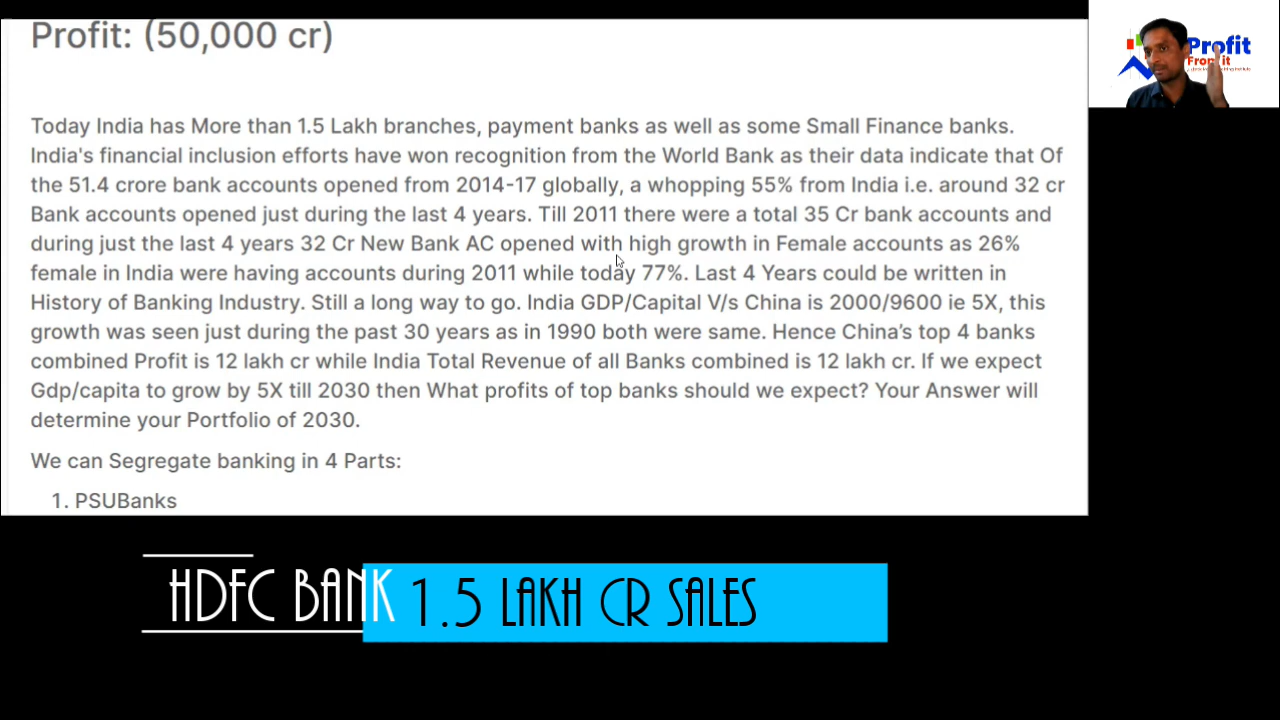 Profit: (50,000 cr)
Profit
From it
Today India has More than 1.5 Lakh branches, payment banks as well as some Small Finance banks.
India's financial inclusion efforts have won recognition from the World Bank as their data indicate that Of
the 51.4 crore bank accounts opened from 2014-17 globally, a whopping 55% from India i.e. around 32 cr
Bank accounts opened just during the last 4 years. Till 2011 there were a total 35 Cr bank accounts and
during just the last 4 years 32 Cr New Bank AC opened with high growth in Female accounts as 26%
female in India were having accounts during 2011 while today 77%. Last 4 Years could be written in
History of Banking Industry. Still a long way to go. India GDP/Capital V/s China is 2000/9600 ie 5X, this
growth was seen just during the past 30 years as in 1990 both were same. Hence China’s top 4 banks
combined Profit is 12 lakh cr while India Total Revenue of all Banks combined is 12 lakh cr. If we expect
Gdp/capita to grow by 5X till 2030 then What profits of top banks should we expect? Your Answer will
determine your Portfolio of 2030.
We can Segregate banking in 4 Parts:
1. PSUBanks
HDFC BANK 1.5 LAKH CR SALES